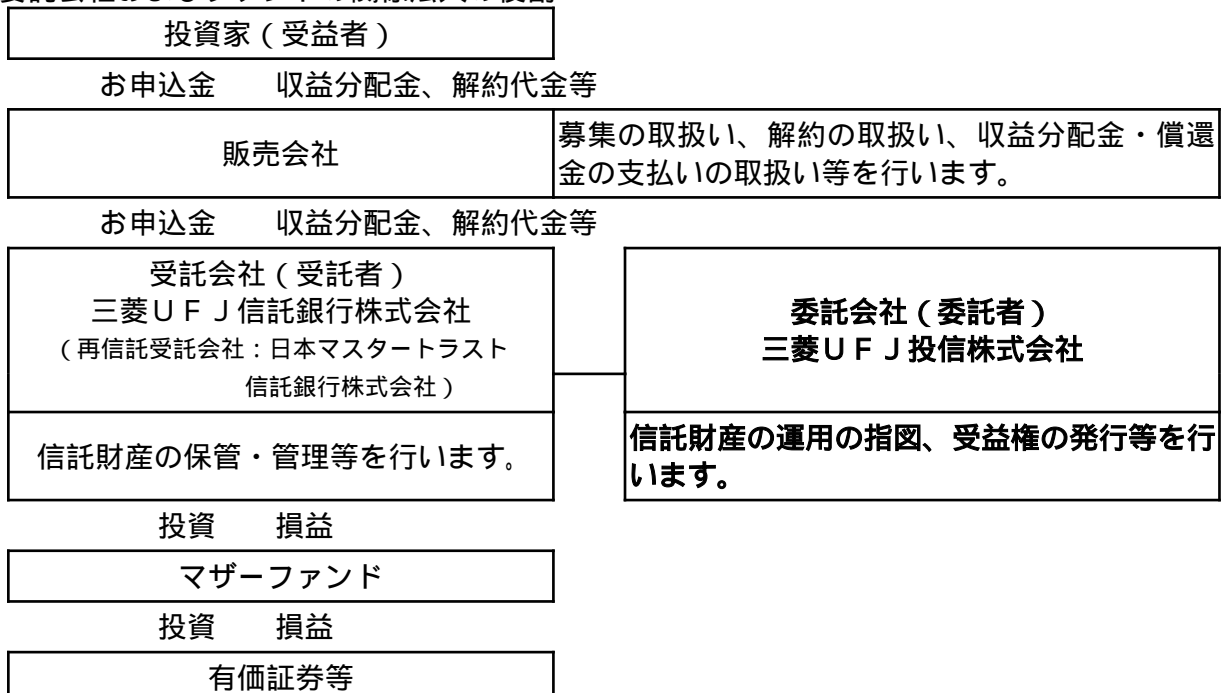 投資家（受益者）
お申込金　　収益分配金、解約代金等
販売会社
募集の取扱い、解約の取扱い、収益分配金・償還
金の支払いの取扱い等を行います。
お申込金　　収益分配金、解約代金等
受託会社（受託者）
三菱ＵＦＪ信託銀行株式会社
（再信託受託会社：日本マスタートラスト
信託銀行株式会社）
委託会社（委託者）
三菱ＵＦＪ投信株式会社
信託財産の保管・管理等を行います。
信託財産の運用の指図、受益権の発行等を行
います。
投資　　損益
マザーファンド
投資　　損益
有価証券等